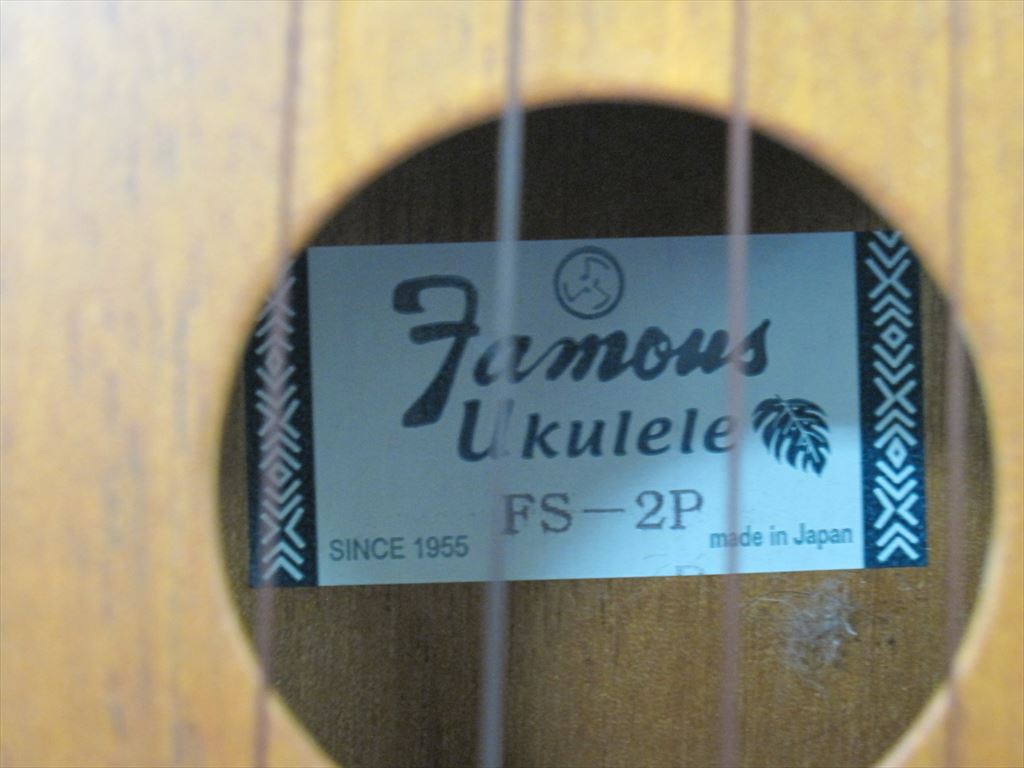 Famous
Ukulele
FS-2P
SINCE 1955
made in Japan